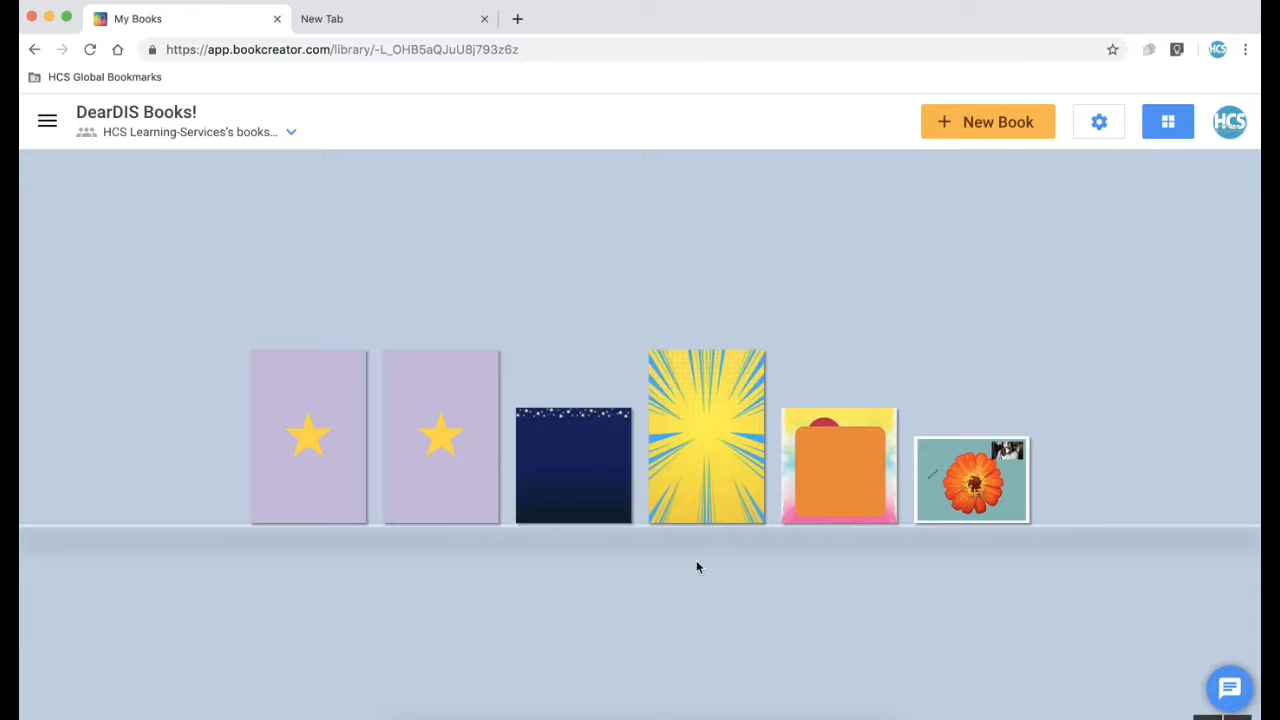 My Books
New Tab
https://app.bookcreator.com/library/-L_OHB5aQJuU8j793z6z
HCS
HCS Global Bookmarks
DearDIS Books!
HCS Learning-Services's books...
+ New Book
HCS